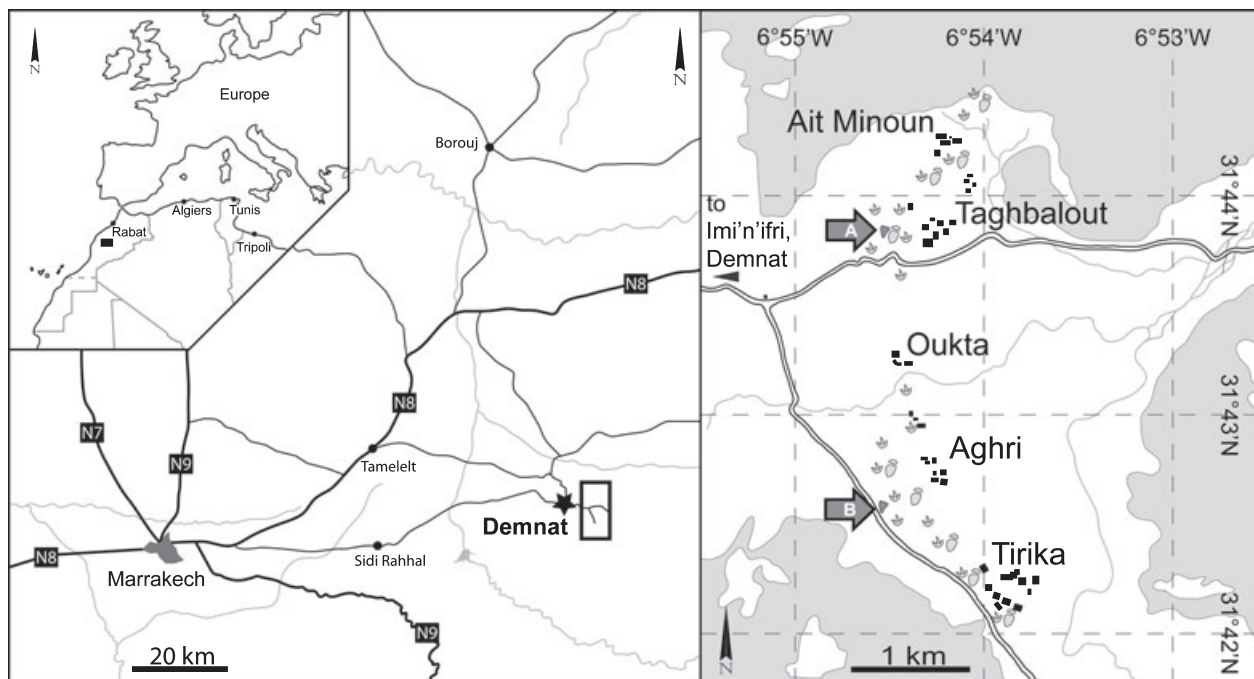 N
Europe
Rabat
Algiers
Tunis
Tripoli
N
Borouj
N8
N8
N7
N9
Tamelelt
Demnat
Sidi Rahhal
N8
Marrakech
N9
20 km
6°55'W
6°54'W
6°53'W
Ait Minoun
31°44'N
to
Imi'n'ifri,
Demnat
A
Taghbalout
Oukta
31°43'N
Aghri
B
Tirika
31°42'N
N
1 km